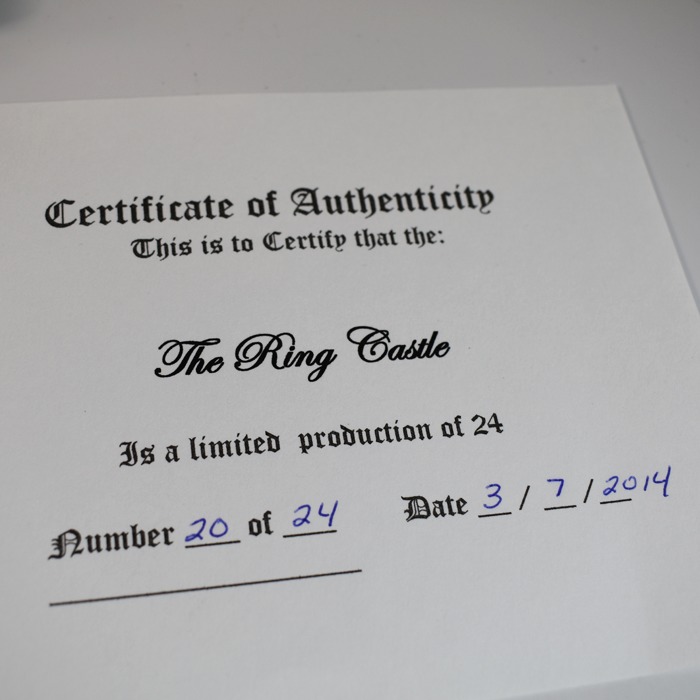 Certificate of Authenticity
This is to Certify that the:
The Ring Castle
Is a limited production of 24
Number 20 of 24 Date 3 / 7 / 2014